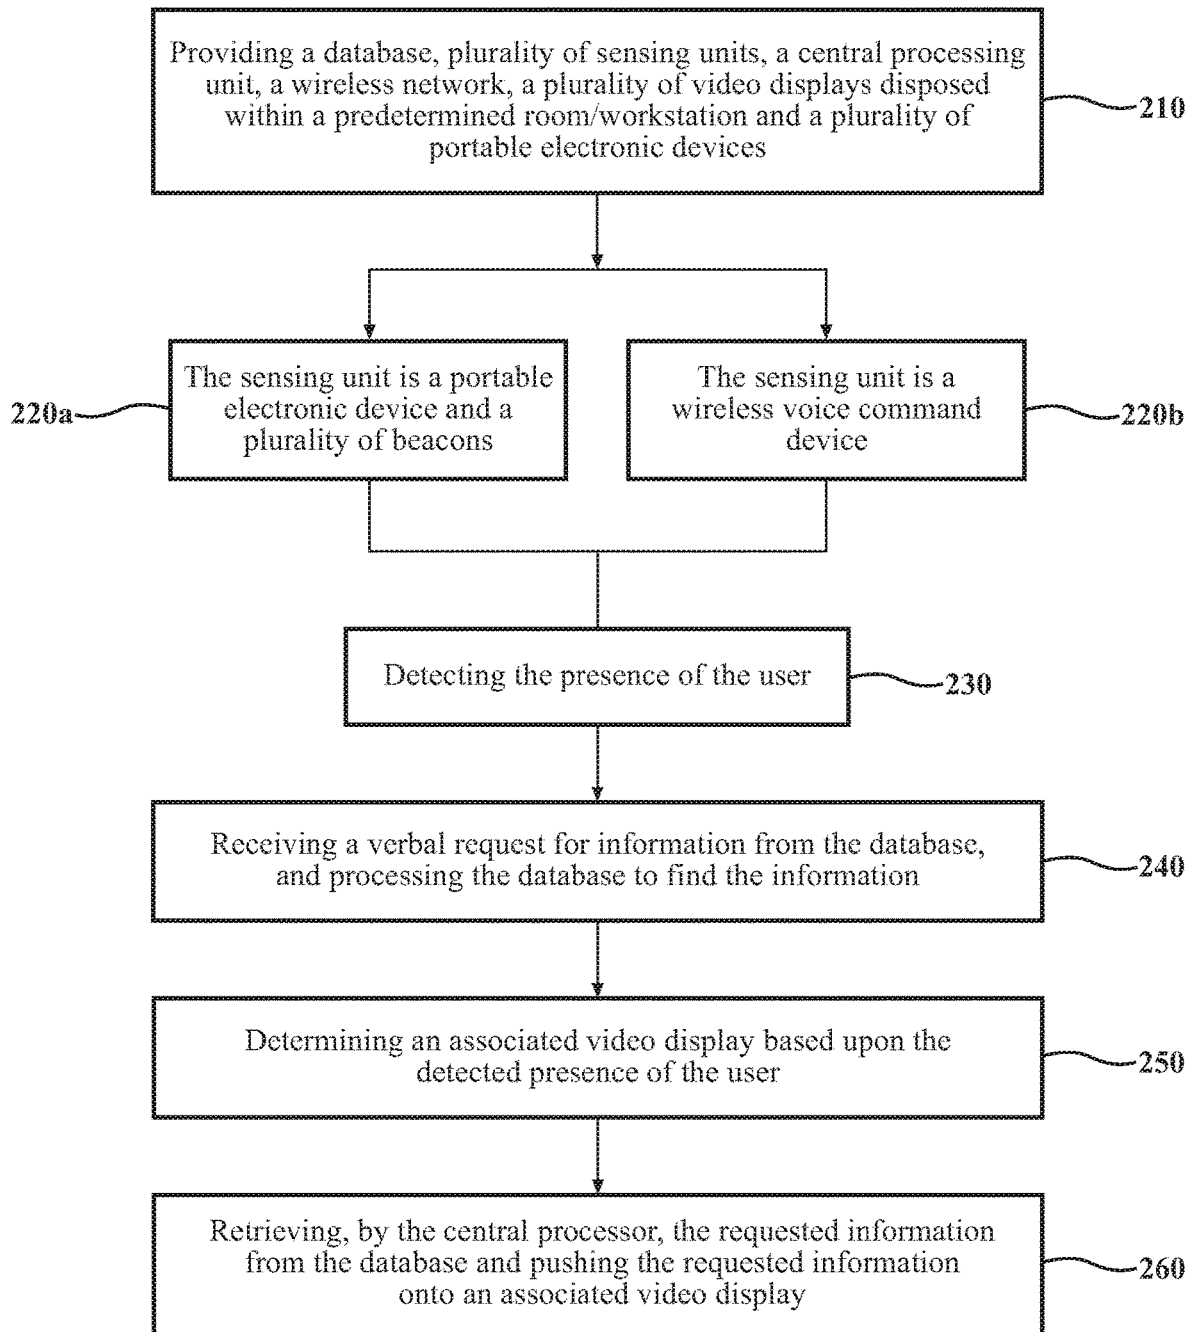 Providing a database, plurality of sensing units, a central processing
unit, a wireless network, a plurality of video displays disposed
within a predetermined room/workstation and a plurality of
portable electronic devices
210
The sensing unit is a portable
electronic device and a
plurality of beacons
220a
The sensing unit is a
wireless voice command
device
220b
Detecting the presence of the user
230
Receiving a verbal request for information from the database,
and processing the database to find the information
240
Determining an associated video display based upon the
detected presence of the user
250
Retrieving, by the central processor, the requested information
from the database and pushing the requested information
onto an associated video display
260